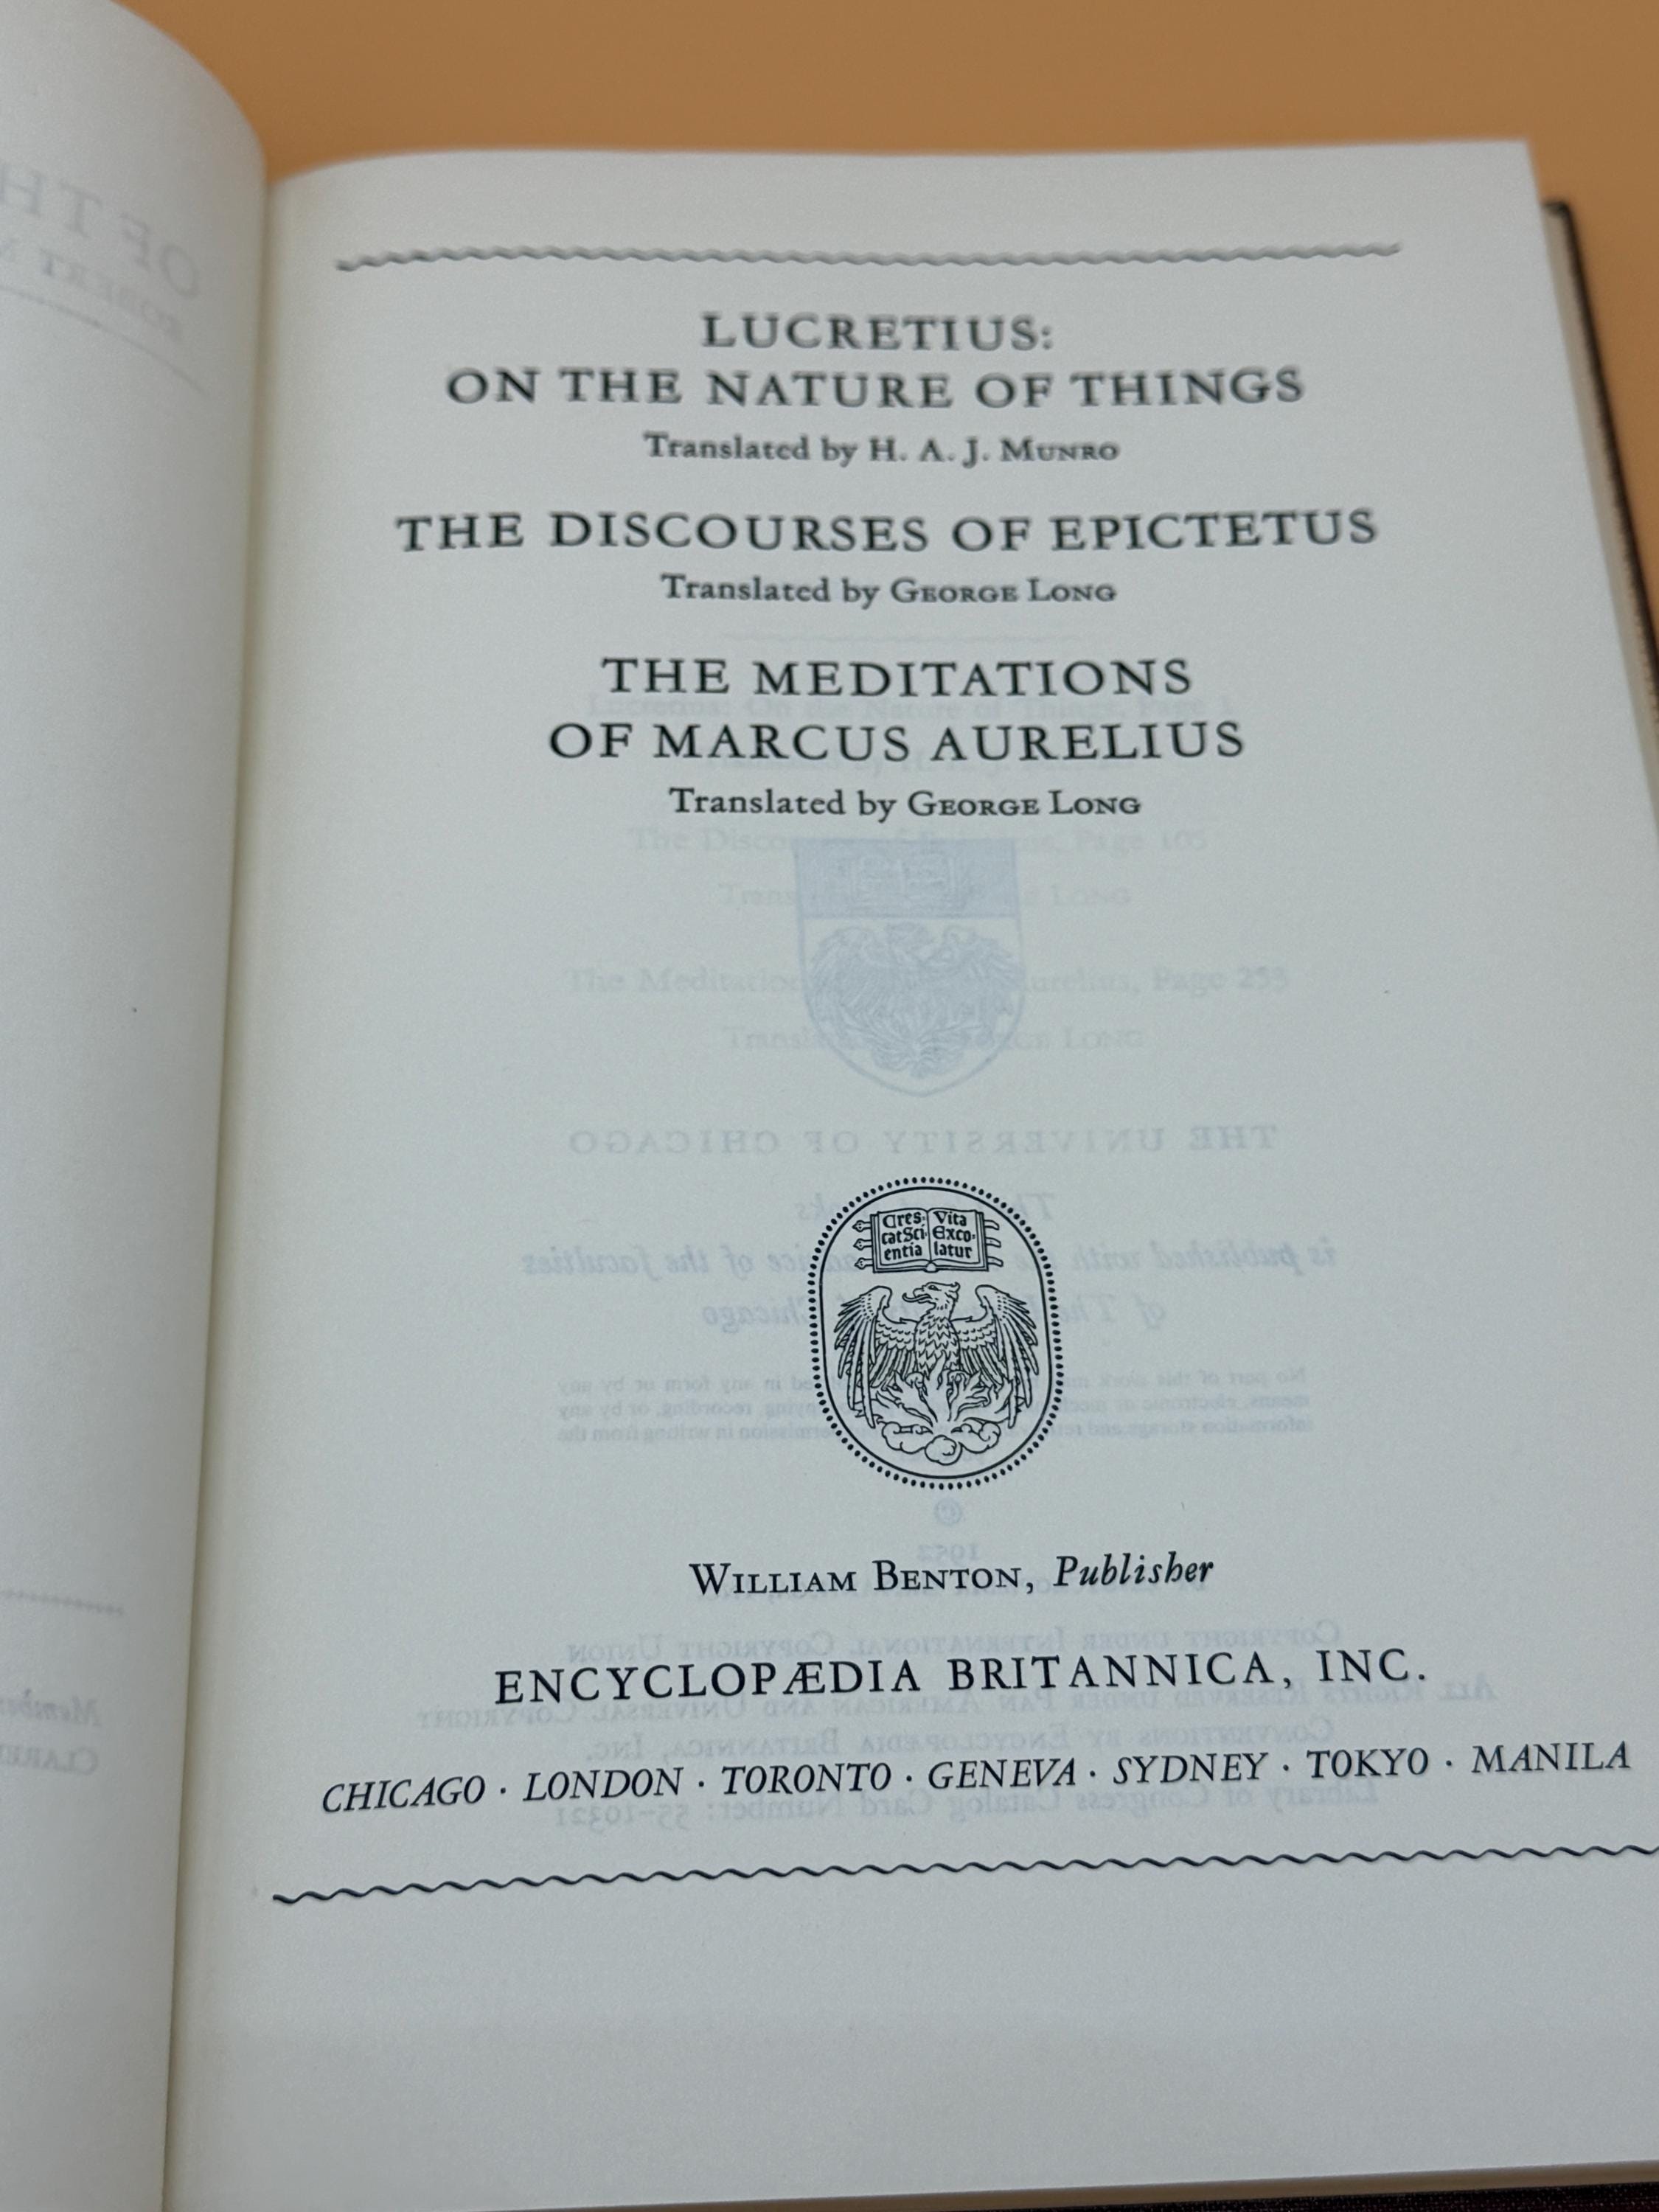 LUCRETIUS:
ON THE NATURE OF THINGS
Translated by H. A. J. MUNRO
THE DISCOURSES OF EPICTETUS
Translated by GEORGE LONG
THE MEDITATIONS
OF MARCUS AURELIUS
Translated by GEORGE LONG
Cres· Vita
catSci· Exco-
entia latur
WILLIAM BENTON, Publisher
ENCYCLOPÆDIA BRITANNICA, INC.
CHICAGO · LONDON · TORONTO · GENEVA · SYDNEY · TOKYO · MANILA